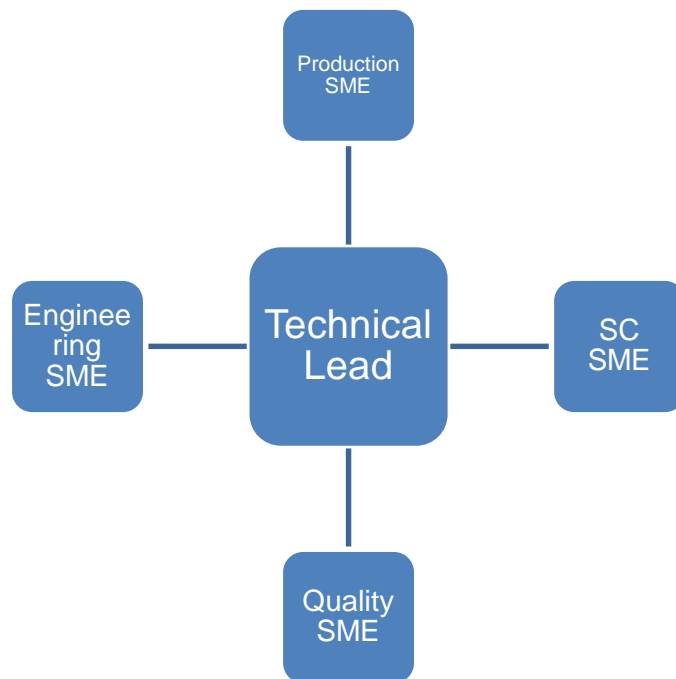 Production
SME
Enginee
ring
SME
Technical
Lead
SC
SME
Quality
SME